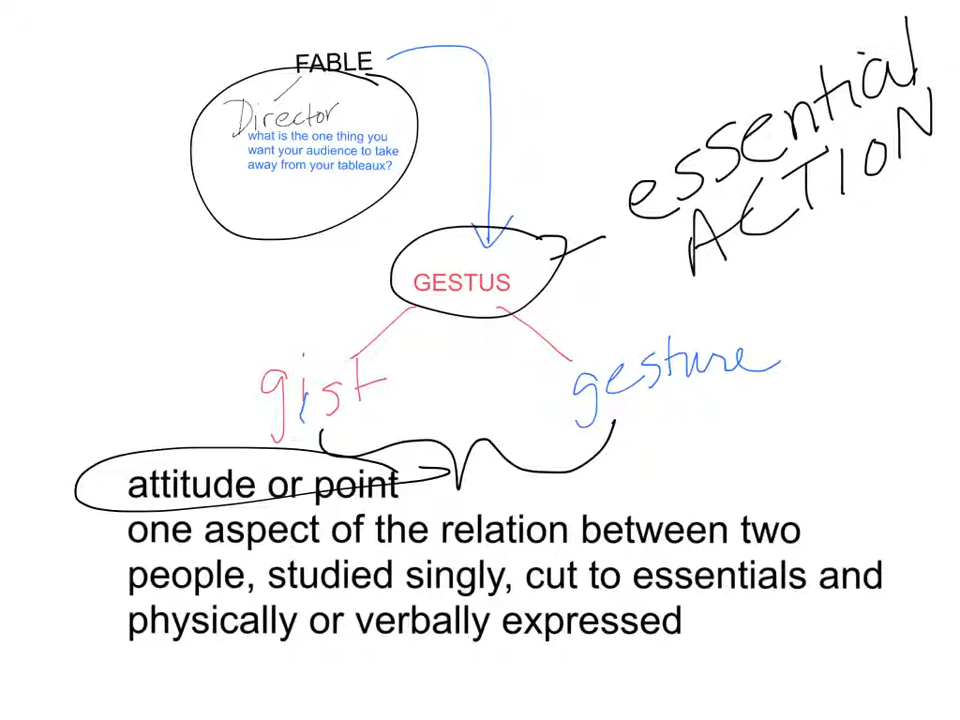 FABLE
Director
what is the one thing you
want your audience to take
away from your tableaux?
essential
ACTION
GESTUS
gist
gesture
attitude or point
one aspect of the relation between two
people, studied singly, cut to essentials and
physically or verbally expressed